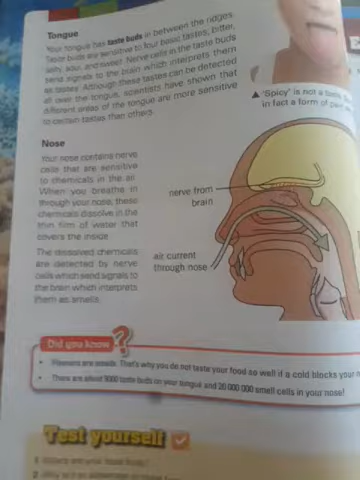 Tongue
Your tongue has taste buds in between the ridges.
Taste buds are sensitive to four basic tastes; bitter,
salty, sour, and sweet. Nerve cells in the taste buds
send signals to the brain which interprets them
as tastes. Although these tastes can be detected
all over the tongue, scientists have shown that
different areas of the tongue are more sensitive
to certain tastes than others.
▲ 'Spicy' is not a taste
in fact a form of
Nose
Your nose contains nerve
cells that are sensitive
to chemicals in the air.
When you breathe in
through your nose, these
chemicals dissolve in the
thin film of water that
covers the inside.
The dissolved chemicals
are detected by nerve
cells which send signals to
the brain which interprets
them as smells.
nerve from
brain
air current
through nose
Did you know?
• Flavours are smells. That's why you do not taste your food so well if a cold blocks your
• There are about 9000 taste buds on your tongue and 20 000 000 smell cells in your nose!
Test yourself
1 What are your
2